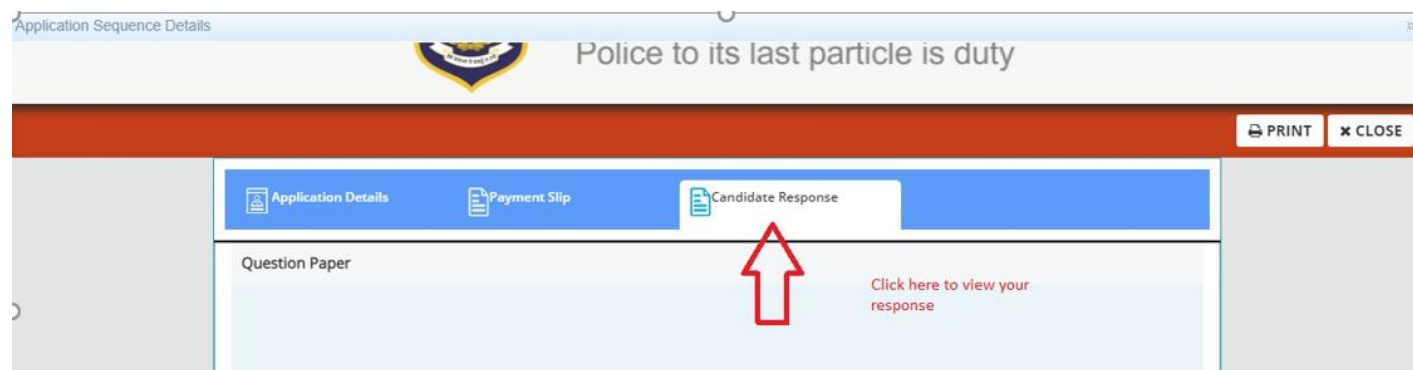 Application Sequence Details
Police to its last particle is duty
PRINT
CLOSE
Application Details
Payment Slip
Candidate Response
Question Paper
Click here to view your
response